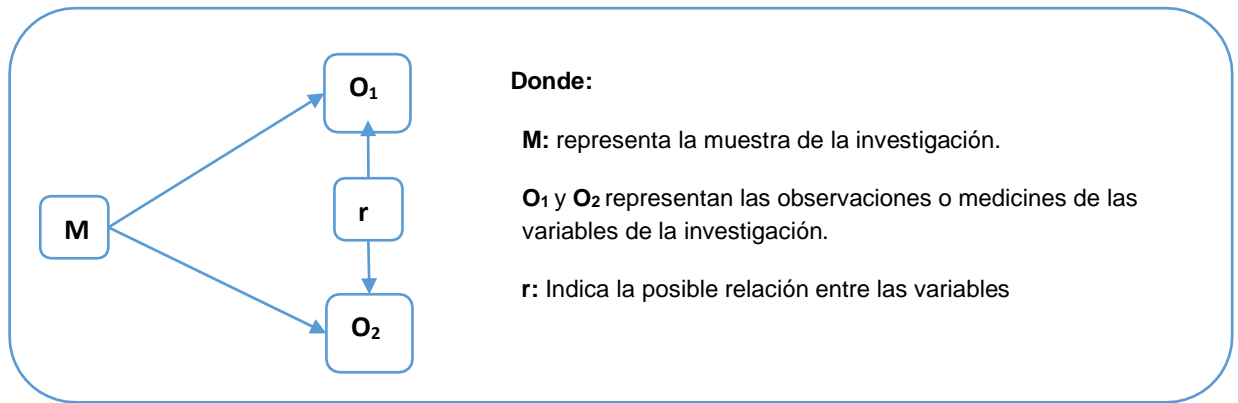 O₁
Donde:
M: representa la muestra de la investigación.
O₁ y O₂ representan las observaciones o medicines de las
variables de la investigación.
r
M
r: Indica la posible relación entre las variables
O₂